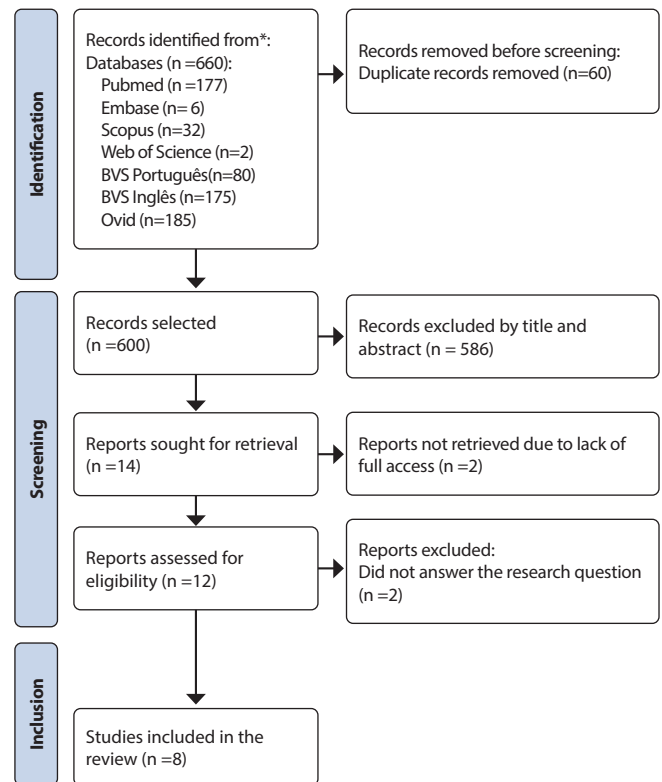 Identification
Records identified from*:
Databases (n =660):
Pubmed (n =177)
Embase (n= 6)
Scopus (n=32)
Web of Science (n=2)
BVS Português(n=80)
BVS Inglês (n=175)
Ovid (n=185)
Records removed before screening:
Duplicate records removed (n=60)
Screening
Records selected
(n =600)
Records excluded by title and
abstract (n = 586)
Reports sought for retrieval
(n =14)
Reports not retrieved due to lack of
full access (n =2)
Reports assessed for
eligibility (n =12)
Reports excluded:
Did not answer the research question
(n =2)
Inclusion
Studies included in the
review (n =8)